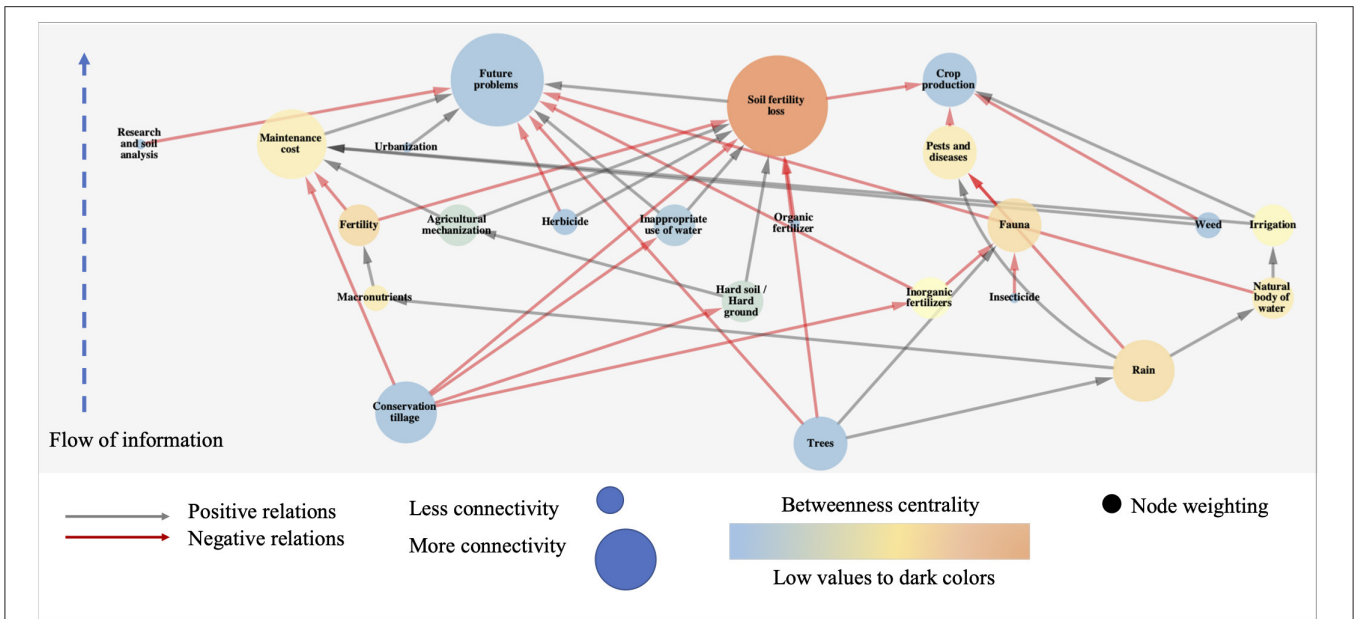 Future
problems
Soil fertility
loss
Crop
production
Research
and soil
analysis
Maintenance
cost
Urbanization
Pests and
diseases
Fertility
Agricultural
mechanization
Herbicide
Inappropriate
use of water
Organic
fertilizer
Fauna
Weed
Irrigation
Macronutrients
Hard soil /
Hard
ground
Inorganic
fertilizers
Insecticide
Natural
body of
water
Rain
Conservation
tillage
Trees
Flow of information
Positive relations
Negative relations
Less connectivity
More connectivity
Betweenness centrality
Low values to dark colors
Node weighting